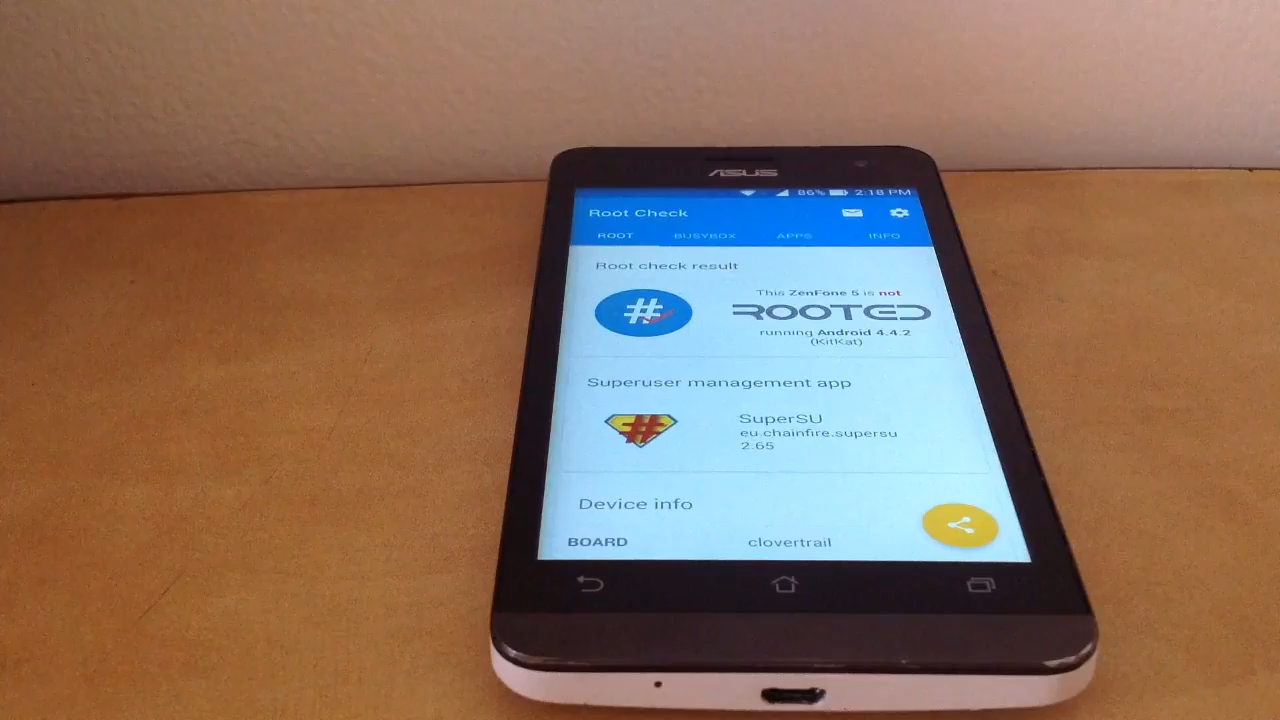 ASUS
86% 2:18 PM
Root Check
ROOT BUSYBOX APPS INFO
Root check result
This ZenFone 5 is not
ROOTED
running Android 4.4.2
(KitKat)
Superuser management app
SuperSU
eu.chainfire.supersu
2.65
Device info
BOARD clovertrail